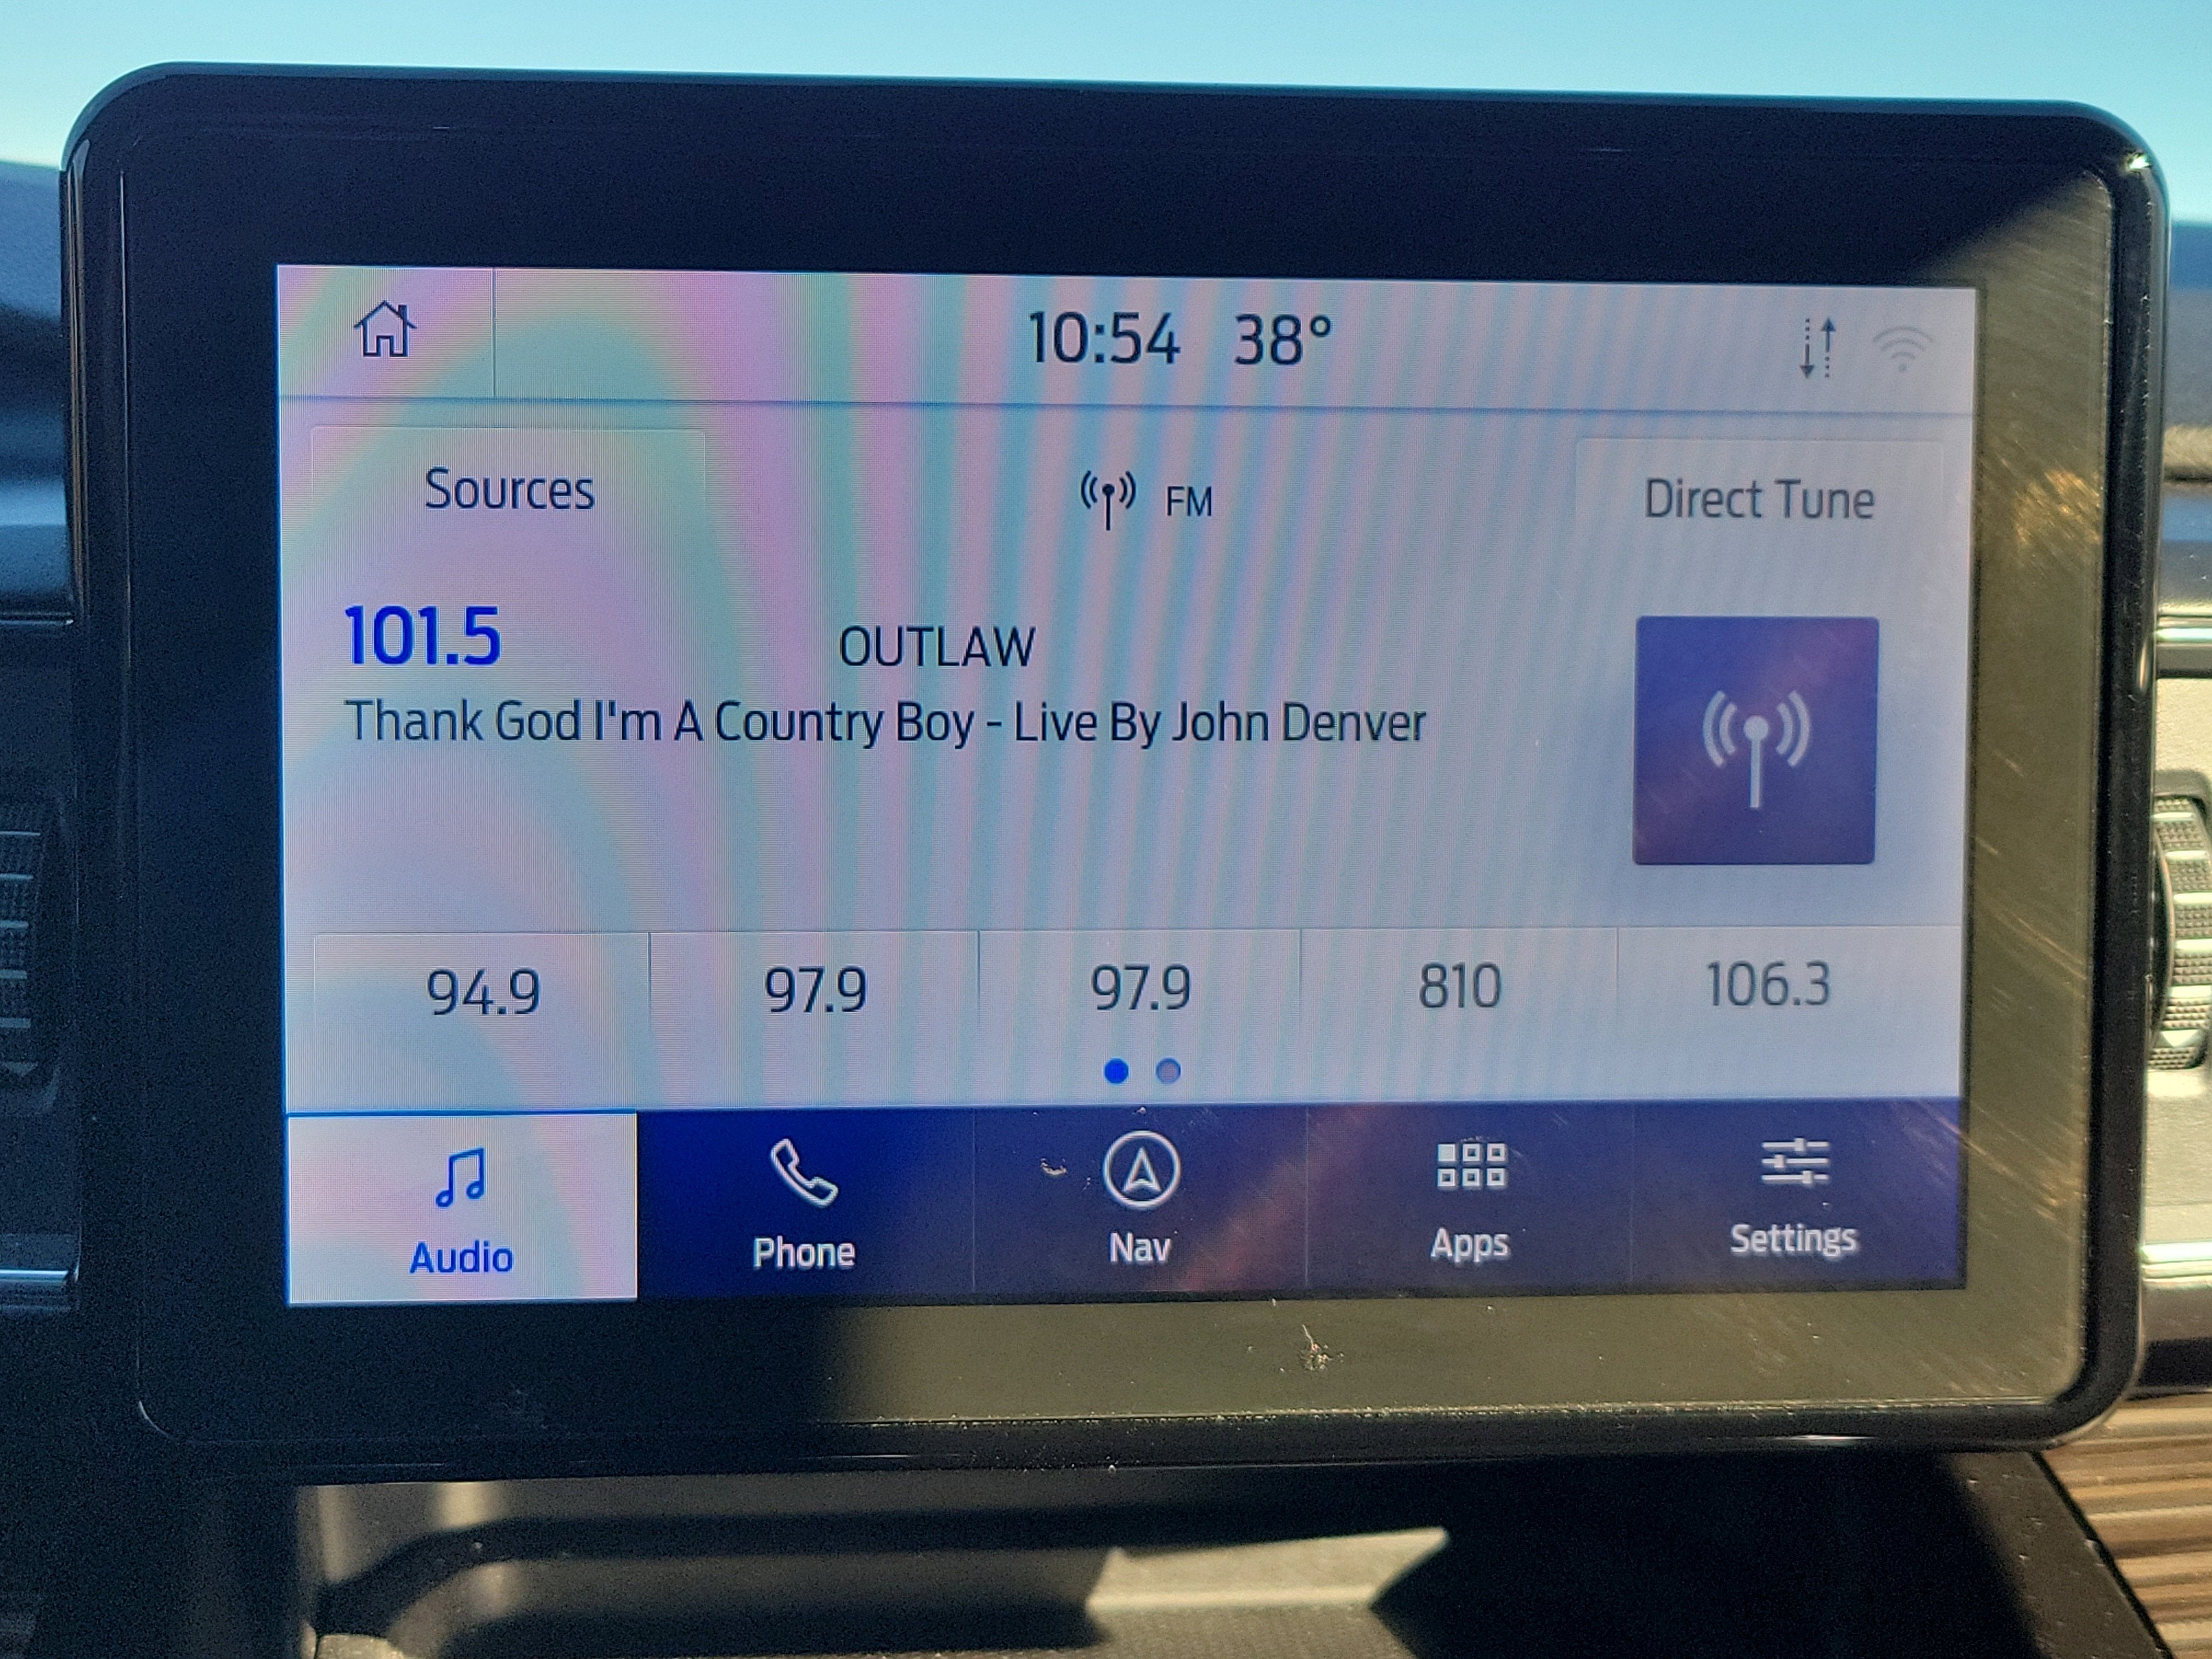 10:54 38°
Sources FM Direct Tune
101.5 OUTLAW
Thank God I'm A Country Boy - Live By John Denver
94.9 97.9 97.9 810 106.3
Audio Phone Nav Apps Settings